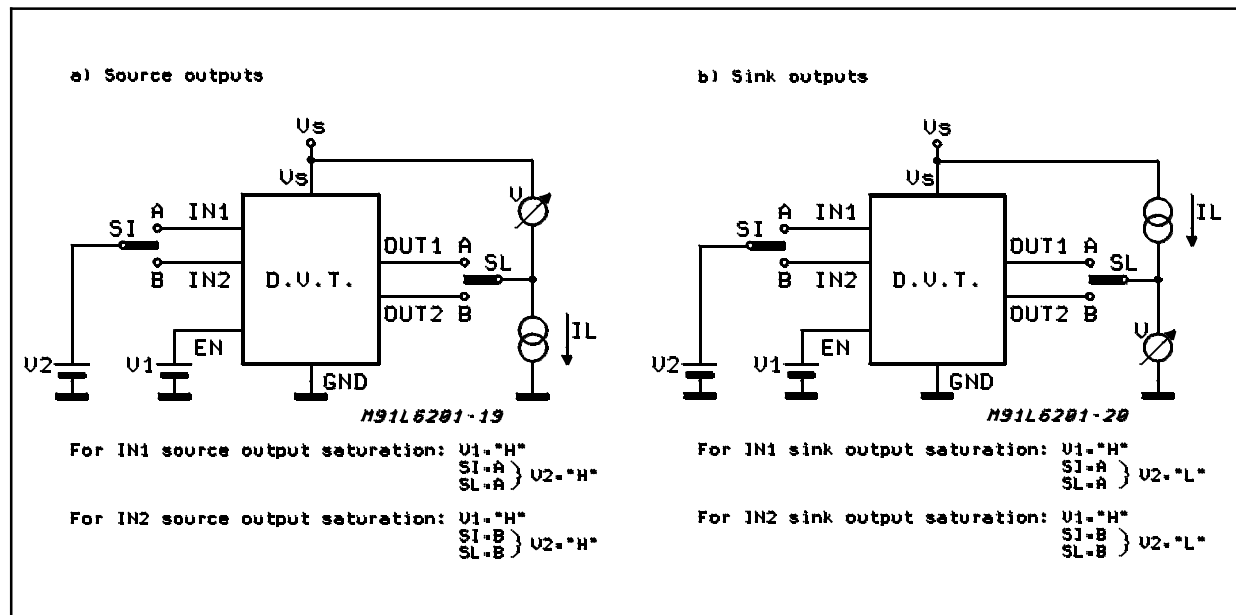 a) Source outputs
Vs
Vs
V
A
IN1
SI
B
IN2
D.U.T.
OUT1
A
SL
OUT2
B
IL
EN
V2
V1
GND
M91L6201-19
For IN1 source output saturation: V1="H"
SI=A
SL=A } V2="H"
For IN2 source output saturation: V1="H"
SI=B
SL=B } V2="H"
b) Sink outputs
Vs
Vs
IL
A
IN1
SI
B
IN2
D.U.T.
OUT1
A
SL
OUT2
B
V
EN
V2
V1
GND
M91L6201-20
For IN1 sink output saturation: V1="H"
SI=A
SL=A } V2="L"
For IN2 sink output saturation: V1="H"
SI=B
SL=B } V2="L"